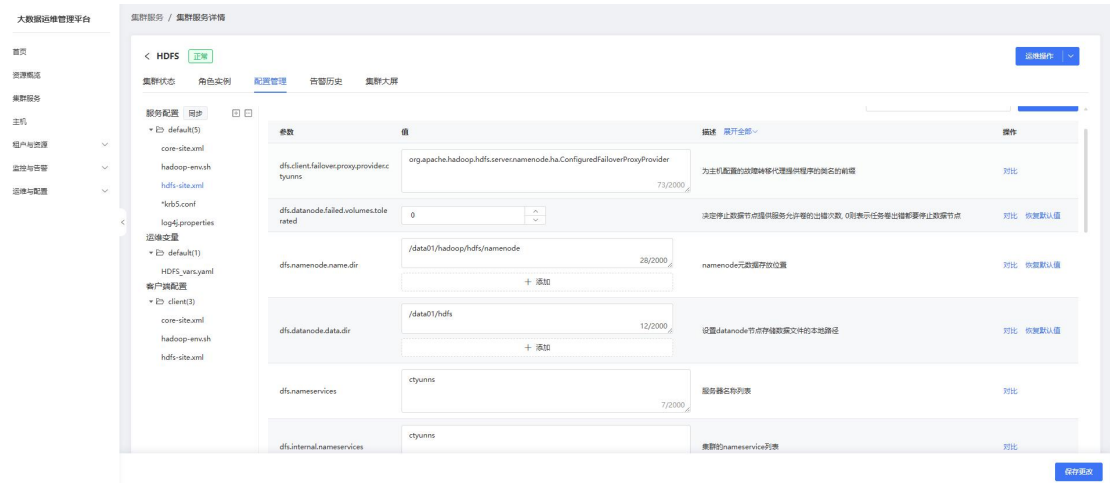 大数据运维管理平台
集群服务 / 集群服务详情
首页
资源概览
集群服务
主机
租户与资源
监控与告警
运维与配置
HDFS 正常
运维操作
集群状态 角色实例 配置管理 告警历史 集群大屏
服务配置 同步
default(5)
core-site.xml
hadoop-env.sh
hdfs-site.xml
*krb5.conf
log4j.properties
运维变量
default(1)
HDFS_vars.yaml
客户端配置
client(3)
core-site.xml
hadoop-env.sh
hdfs-site.xml
参数 值 描述 展开全部 操作
dfs.client.failover.proxy.provider.c
tyunns
org.apache.hadoop.hdfs.server.namenode.ha.ConfiguredFailoverProxyProvider
73/2000
为主机配置的故障转移代理提供程序的类名的前缀
对比
dfs.datanode.failed.volumes.tole
rated
0
决定停止数据节点提供服务允许卷的出错次数, 0则表示任务卷出错都要停止数据节点
对比 恢复默认值
dfs.namenode.name.dir
/data01/hadoop/hdfs/namenode
28/2000
+ 添加
namenode元数据存放位置
对比 恢复默认值
dfs.datanode.data.dir
/data01/hdfs
12/2000
+ 添加
设置datanode节点存储数据文件的本地路径
对比 恢复默认值
dfs.nameservices
ctyunns
7/2000
服务器名称列表
对比
dfs.internal.nameservices
ctyunns
集群的nameservice列表
对比
保存更改